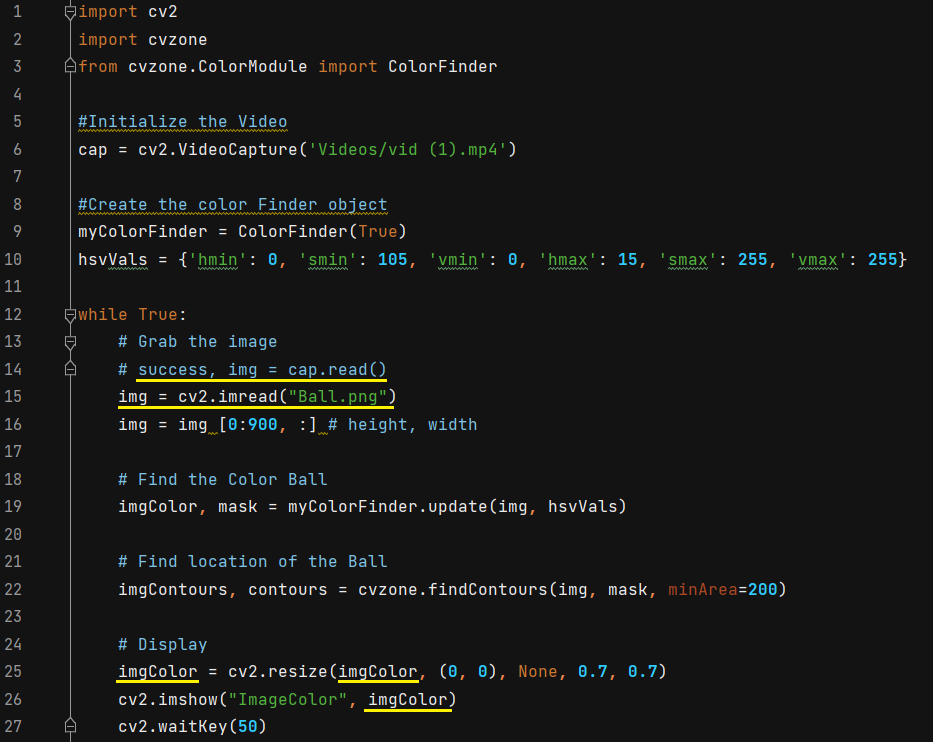 1 import cv2
2 import cvzone
3 from cvzone.ColorModule import ColorFinder
4
5 #Initialize the Video
6 cap = cv2.VideoCapture('Videos/vid (1).mp4')
7
8 #Create the color Finder object
9 myColorFinder = ColorFinder(True)
10 hsvVals = {'hmin': 0, 'smin': 105, 'vmin': 0, 'hmax': 15, 'smax': 255, 'vmax': 255}
11
12 while True:
13     # Grab the image
14     # success, img = cap.read()
15     img = cv2.imread("Ball.png")
16     img = img [0:900, :] # height, width
17
18     # Find the Color Ball
19     imgColor, mask = myColorFinder.update(img, hsvVals)
20
21     # Find location of the Ball
22     imgContours, contours = cvzone.findContours(img, mask, minArea=200)
23
24     # Display
25     imgColor = cv2.resize(imgColor, (0, 0), None, 0.7, 0.7)
26     cv2.imshow("ImageColor", imgColor)
27     cv2.waitKey(50)